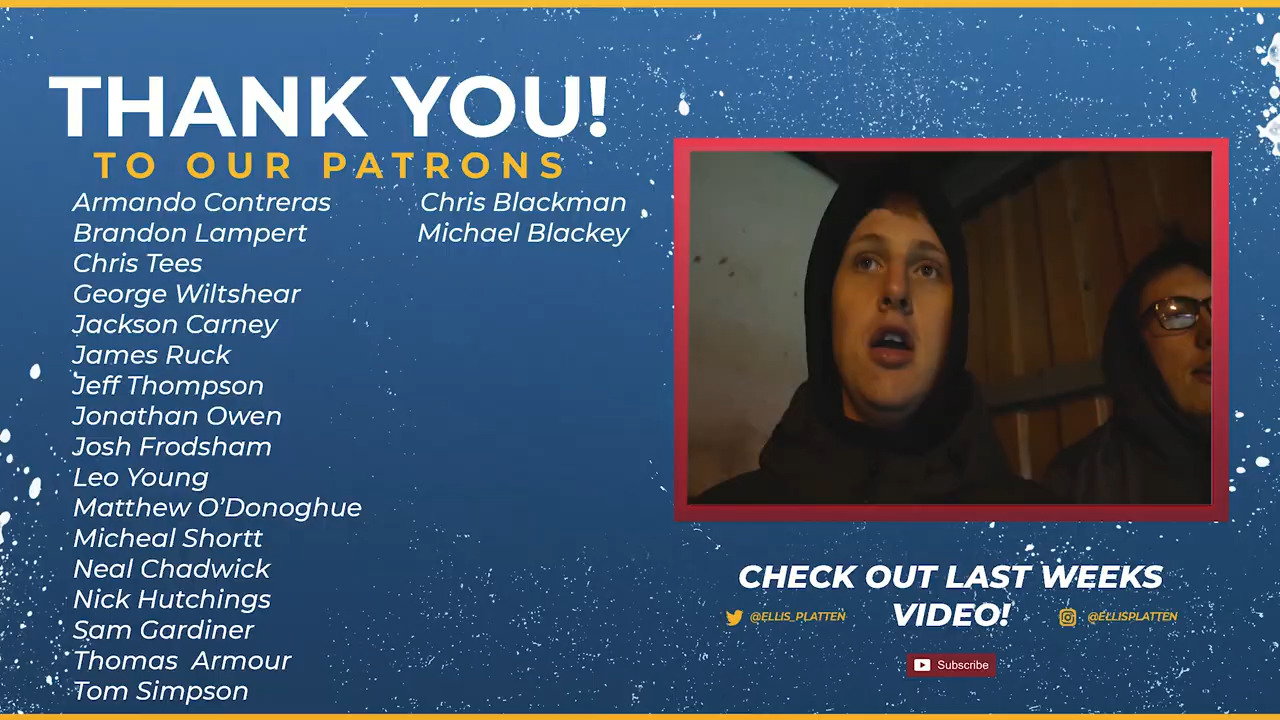 THANK YOU!
TO OUR PATRONS
Armando Contreras
Brandon Lampert
Chris Tees
George Wiltshear
Jackson Carney
James Ruck
Jeff Thompson
Jonathan Owen
Josh Frodsham
Leo Young
Matthew O’Donoghue
Micheal Shortt
Neal Chadwick
Nick Hutchings
Sam Gardiner
Thomas Armour
Tom Simpson
Chris Blackman
Michael Blackey
CHECK OUT LAST WEEKS
VIDEO!
@ELLIS_PLATTEN
@ELLISPLATTEN
Subscribe